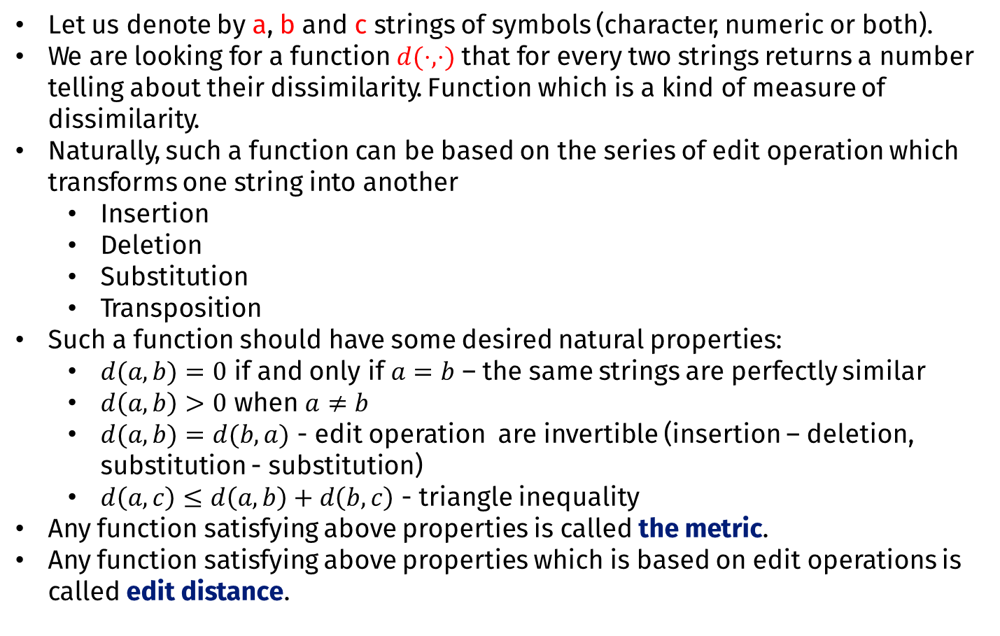 • Let us denote by a, b and c strings of symbols (character, numeric or both).
• We are looking for a function d(·,·) that for every two strings returns a number
telling about their dissimilarity. Function which is a kind of measure of
dissimilarity.
• Naturally, such a function can be based on the series of edit operation which
transforms one string into another
• Insertion
• Deletion
• Substitution
• Transposition
• Such a function should have some desired natural properties:
• d(a, b) = 0 if and only if a = b – the same strings are perfectly similar
• d(a, b) > 0 when a ≠ b
• d(a, b) = d(b, a) - edit operation  are invertible (insertion – deletion,
substitution - substitution)
• d(a, c) ≤ d(a, b) + d(b, c) - triangle inequality
• Any function satisfying above properties is called the metric.
• Any function satisfying above properties which is based on edit operations is
called edit distance.